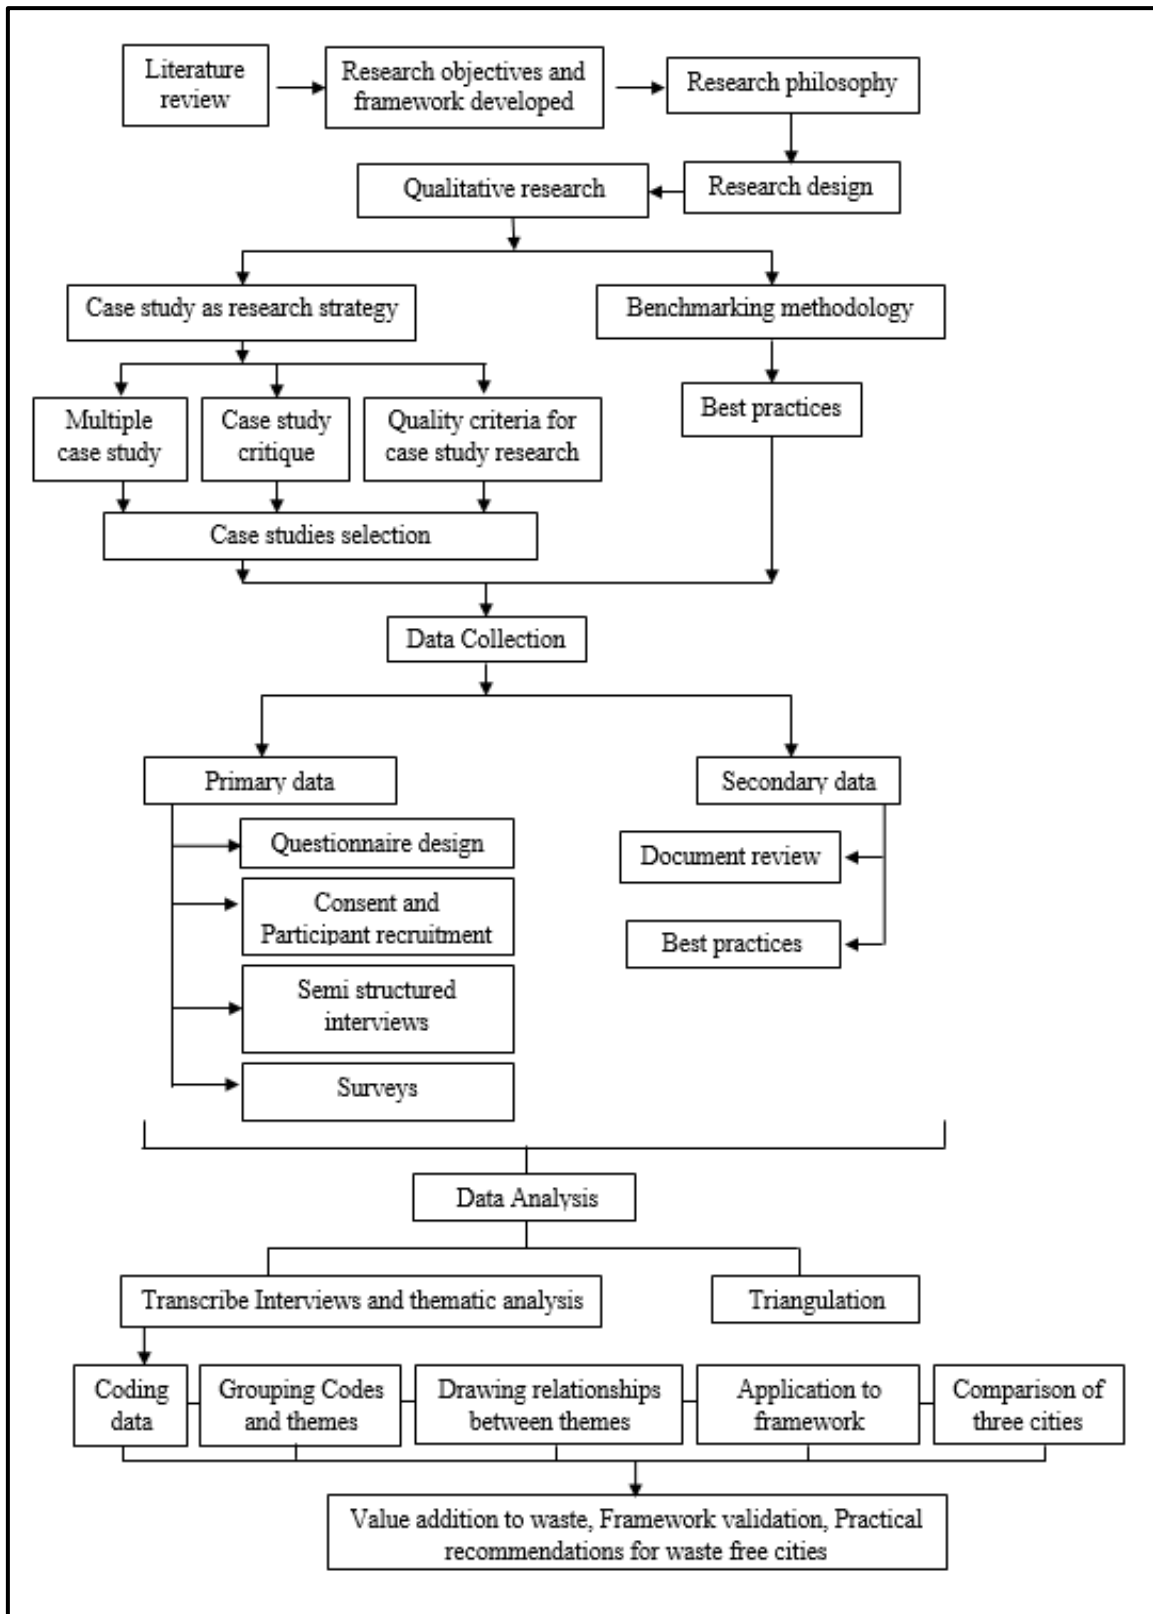 Literature
review
Research objectives and
framework developed
Research philosophy
Qualitative research
Research design
Case study as research strategy
Benchmarking methodology
Multiple
case study
Case study
critique
Quality criteria for
case study research
Best practices
Case studies selection
Data Collection
Primary data
Secondary data
Questionnaire design
Document review
Consent and
Participant recruitment
Best practices
Semi structured
interviews
Surveys
Data Analysis
Transcribe Interviews and thematic analysis
Triangulation
Coding
data
Grouping Codes
and themes
Drawing relationships
between themes
Application to
framework
Comparison of
three cities
Value addition to waste, Framework validation, Practical
recommendations for waste free cities